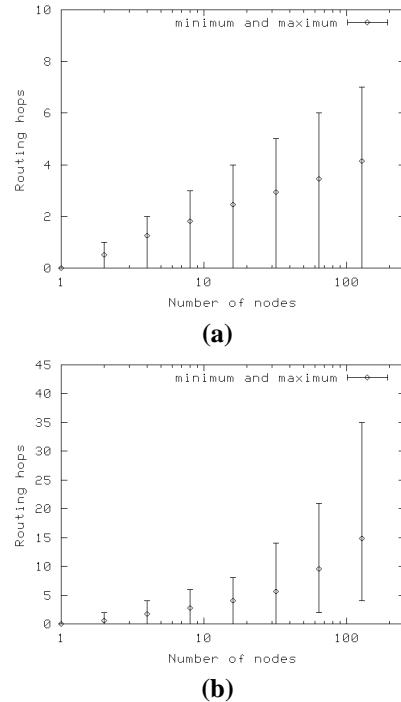 10
minimum and maximum
8
6
4
2
0
Routing hops
1 10 100
Number of nodes
(a)
45
minimum and maximum
40
35
30
25
20
15
10
5
0
Routing hops
1 10 100
Number of nodes
(b)